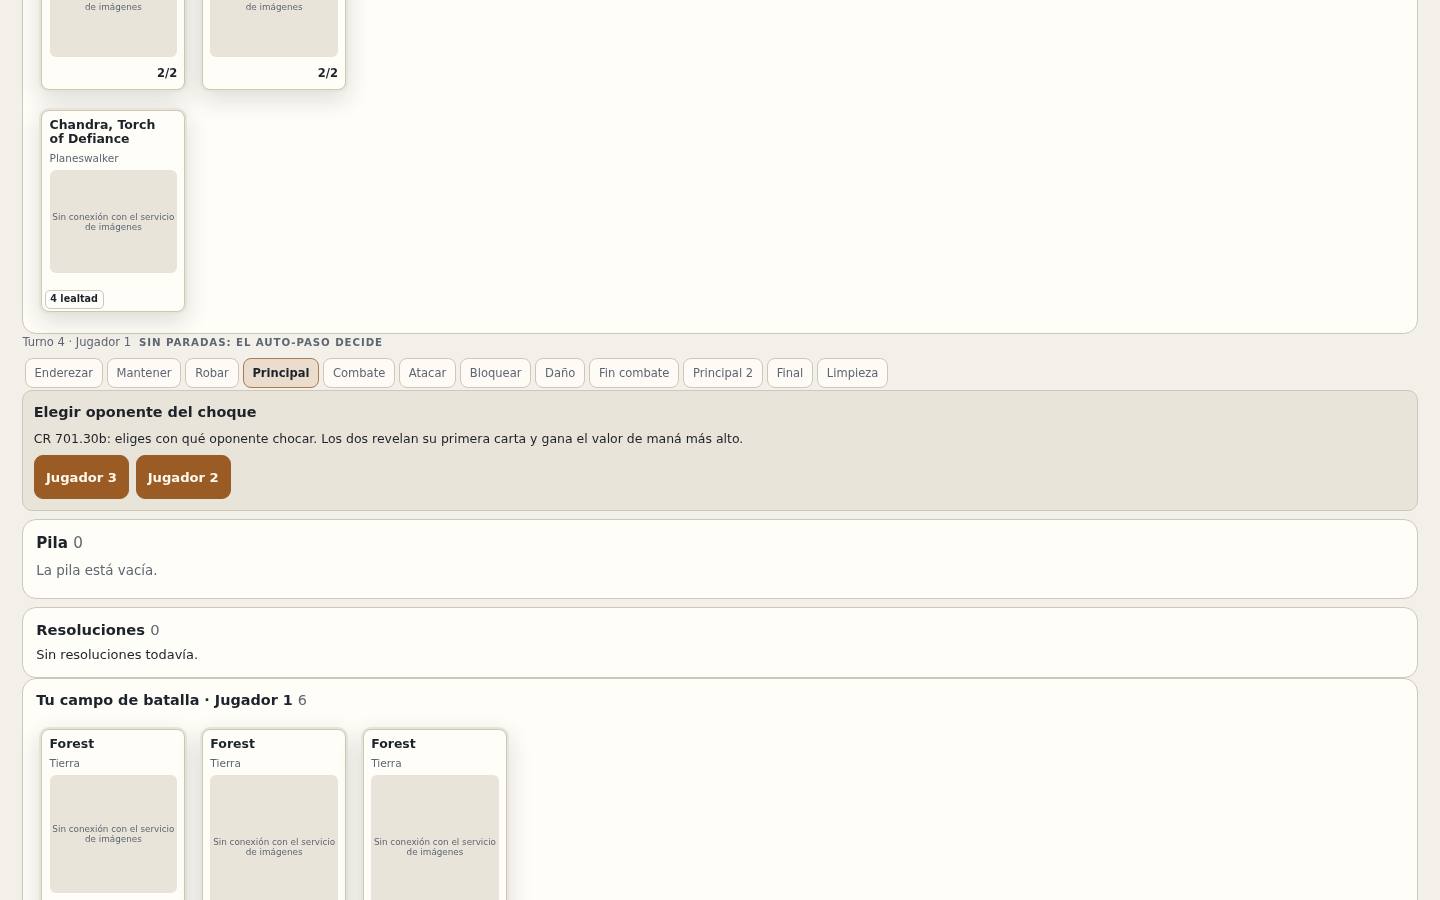 de imágenes
de imágenes
2/2
2/2
Chandra, Torch
of Defiance
Planeswalker
Sin conexión con el servicio
de imágenes
4 lealtad
Turno 4 · Jugador 1 SIN PARADAS: EL AUTO-PASO DECIDE
Enderezar Mantener Robar Principal Combate Atacar Bloquear Daño Fin combate Principal 2 Final Limpieza
Elegir oponente del choque
CR 701.30b: eliges con qué oponente chocar. Los dos revelan su primera carta y gana el valor de maná más alto.
Jugador 3 Jugador 2
Pila 0
La pila está vacía.
Resoluciones 0
Sin resoluciones todavía.
Tu campo de batalla · Jugador 1 6
Forest
Tierra
Sin conexión con el servicio
de imágenes
Forest
Tierra
Sin conexión con el servicio
de imágenes
Forest
Tierra
Sin conexión con el servicio
de imágenes